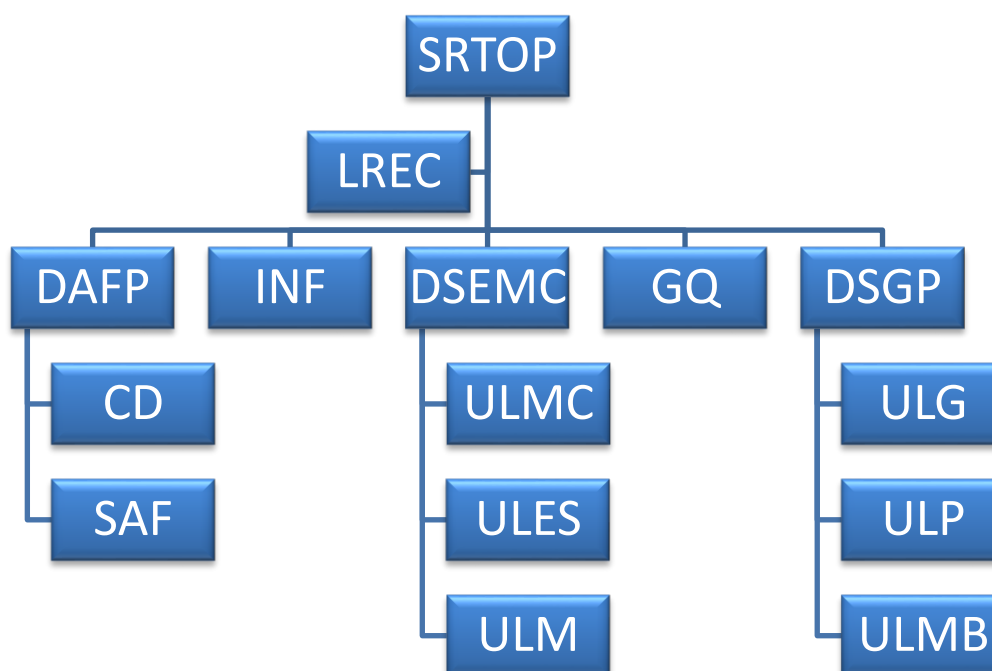 SRTOP
LREC
DAFP
INF
DSEMC
GQ
DSGP
CD
ULMC
ULG
SAF
ULES
ULP
ULM
ULMB